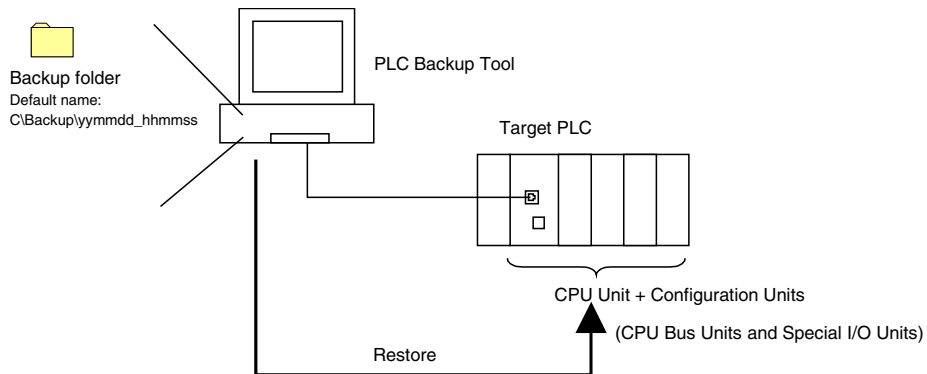 Backup folder
Default name:
C\Backup\yymmdd_hhmmss
PLC Backup Tool
Target PLC
CPU Unit + Configuration Units
(CPU Bus Units and Special I/O Units)
Restore